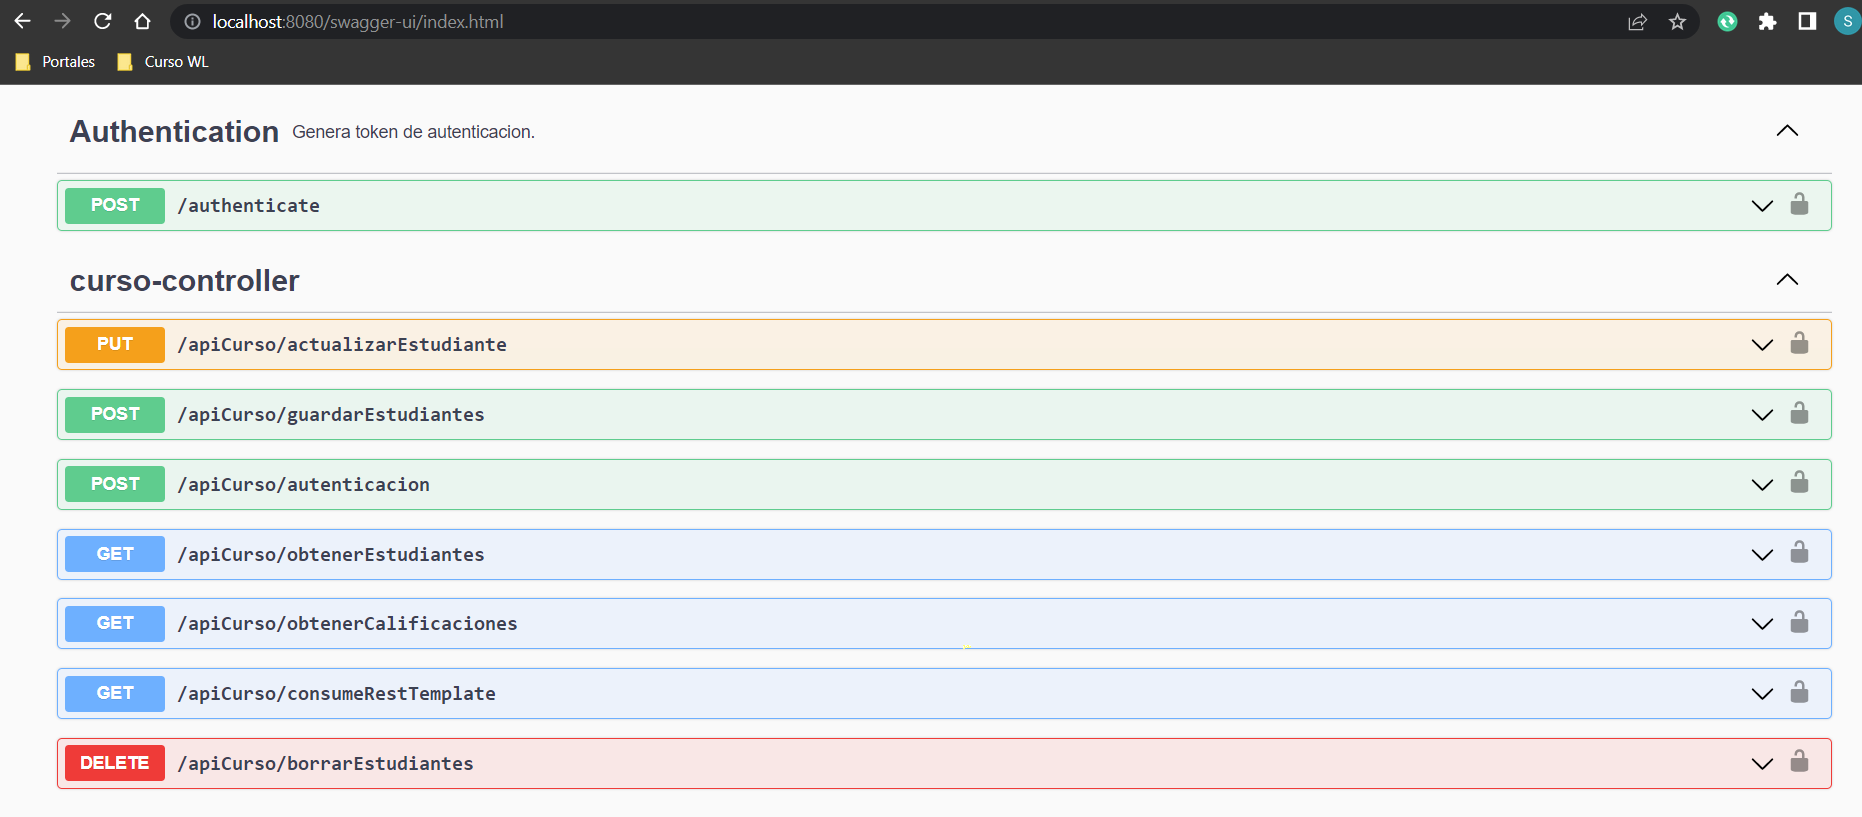 localhost:8080/swagger-ui/index.html
S
Portales Curso WL
Authentication Genera token de autenticacion.
POST /authenticate
curso-controller
PUT /apiCurso/actualizarEstudiante
POST /apiCurso/guardarEstudiantes
POST /apiCurso/autenticacion
GET /apiCurso/obtenerEstudiantes
GET /apiCurso/obtenerCalificaciones
GET /apiCurso/consumeRestTemplate
DELETE /apiCurso/borrarEstudiantes